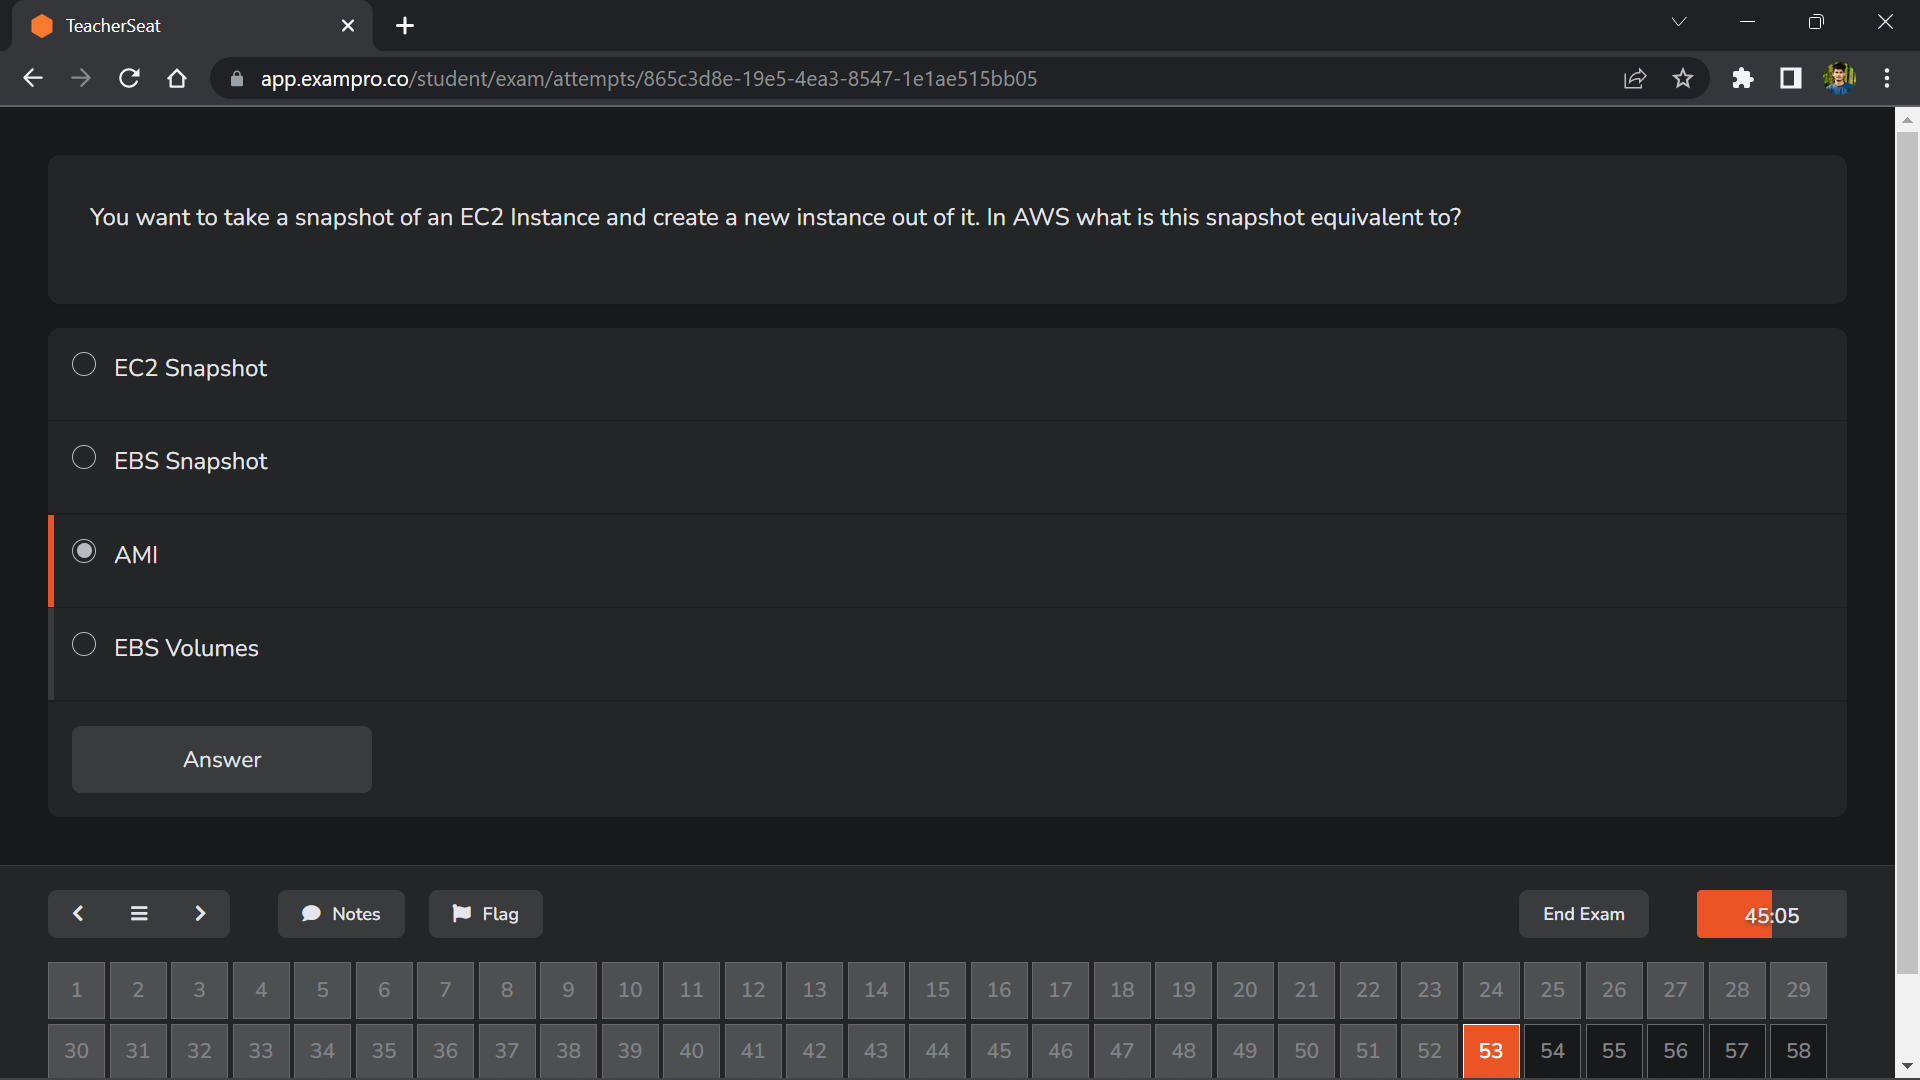 TeacherSeat
app.exampro.co/student/exam/attempts/865c3d8e-19e5-4ea3-8547-1e1ae515bb05
You want to take a snapshot of an EC2 Instance and create a new instance out of it. In AWS what is this snapshot equivalent to?
EC2 Snapshot
EBS Snapshot
AMI
EBS Volumes
Answer
Notes Flag End Exam 45:05
1 2 3 4 5 6 7 8 9 10 11 12 13 14 15 16 17 18 19 20 21 22 23 24 25 26 27 28 29
30 31 32 33 34 35 36 37 38 39 40 41 42 43 44 45 46 47 48 49 50 51 52 53 54 55 56 57 58